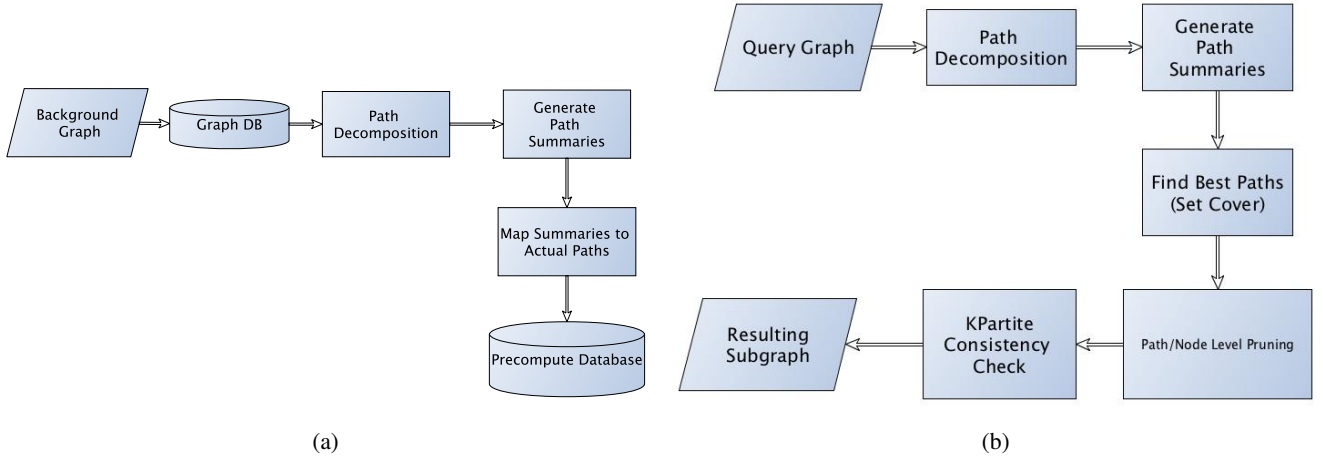 Background
Graph
Graph DB
Path
Decomposition
Generate
Path
Summaries
Map Summaries to
Actual Paths
Precompute Database
(a)
Query Graph
Path
Decomposition
Generate
Path
Summaries
Find Best Paths
(Set Cover)
Path/Node Level Pruning
KPartite
Consistency
Check
Resulting
Subgraph
(b)